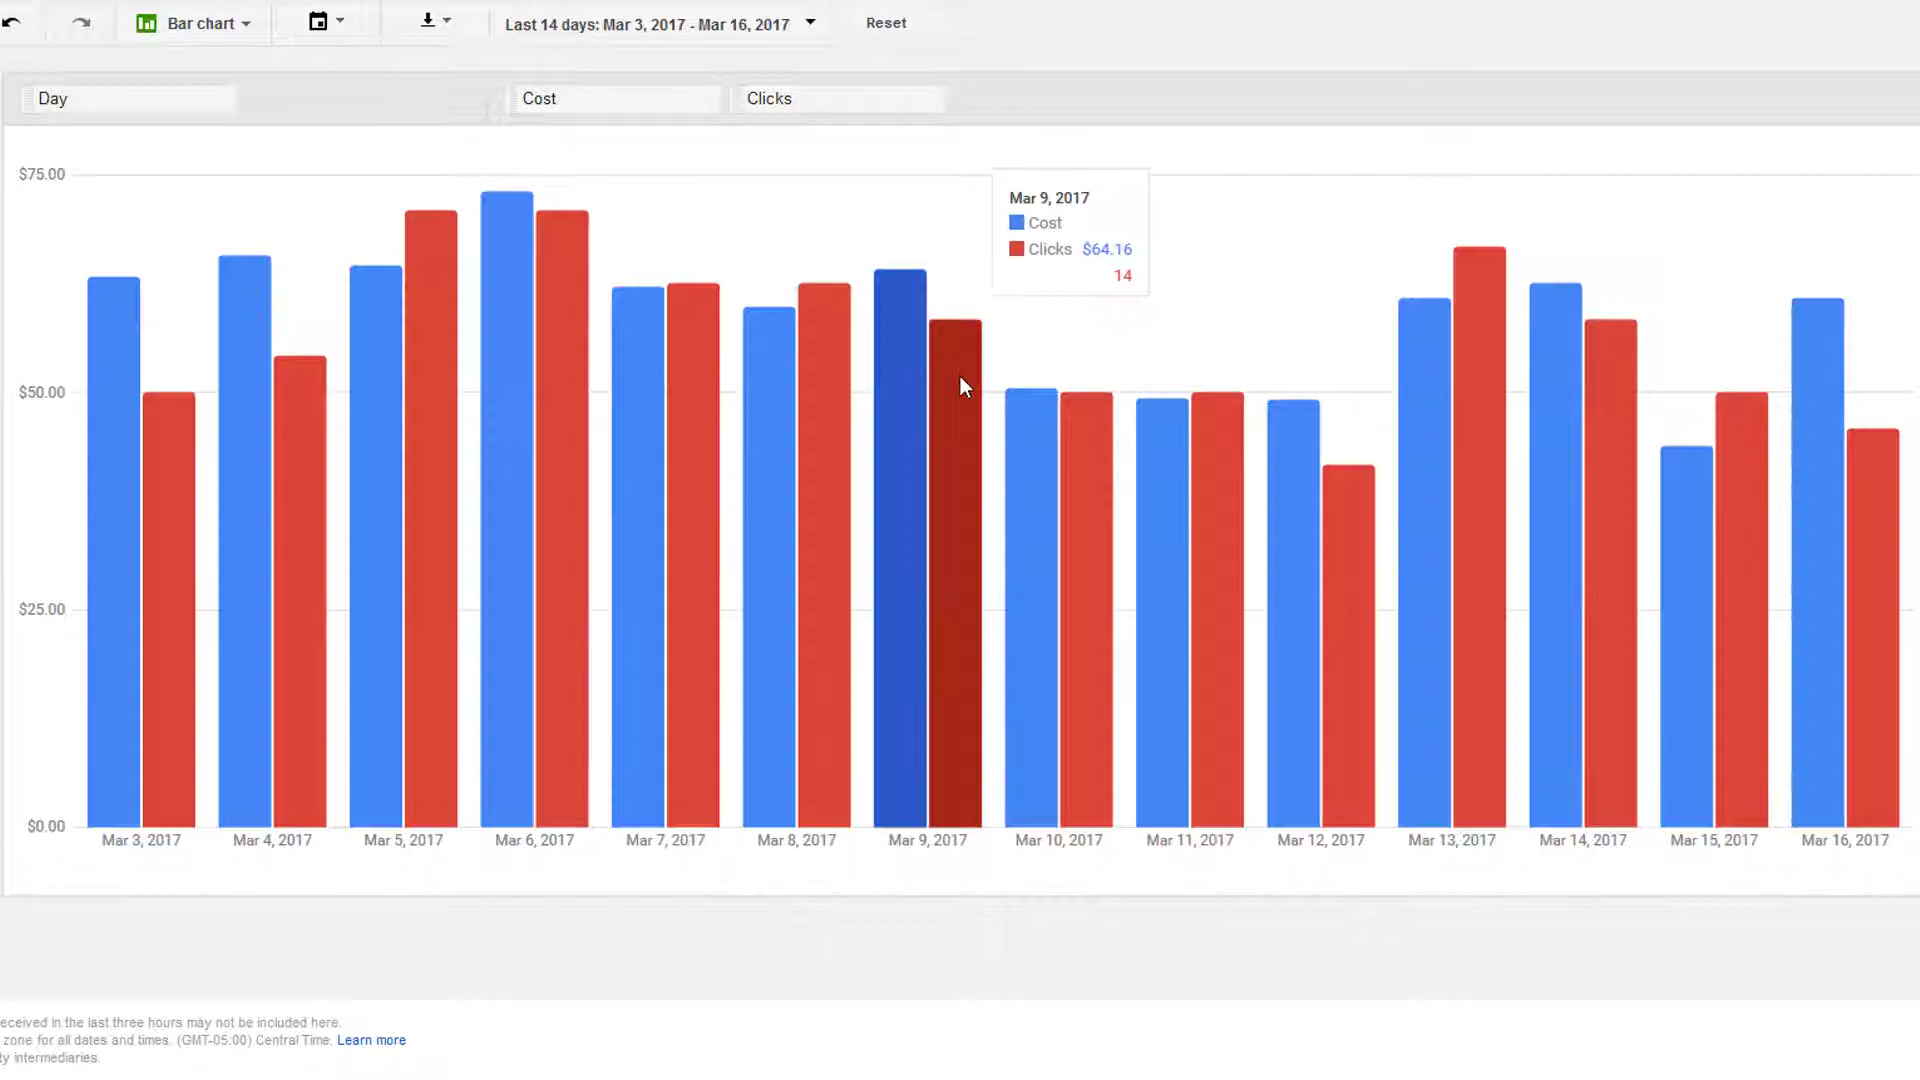 Bar chart
Last 14 days: Mar 3, 2017 - Mar 16, 2017
Reset
Day
Cost
Clicks
$75.00
$50.00
$25.00
$0.00
Mar 9, 2017
Cost
Clicks $64.16
14
Mar 3, 2017
Mar 4, 2017
Mar 5, 2017
Mar 6, 2017
Mar 7, 2017
Mar 8, 2017
Mar 9, 2017
Mar 10, 2017
Mar 11, 2017
Mar 12, 2017
Mar 13, 2017
Mar 14, 2017
Mar 15, 2017
Mar 16, 2017
eceived in the last three hours may not be included here.
zone for all dates and times. (GMT-05:00) Central Time. Learn more
ty intermediaries.